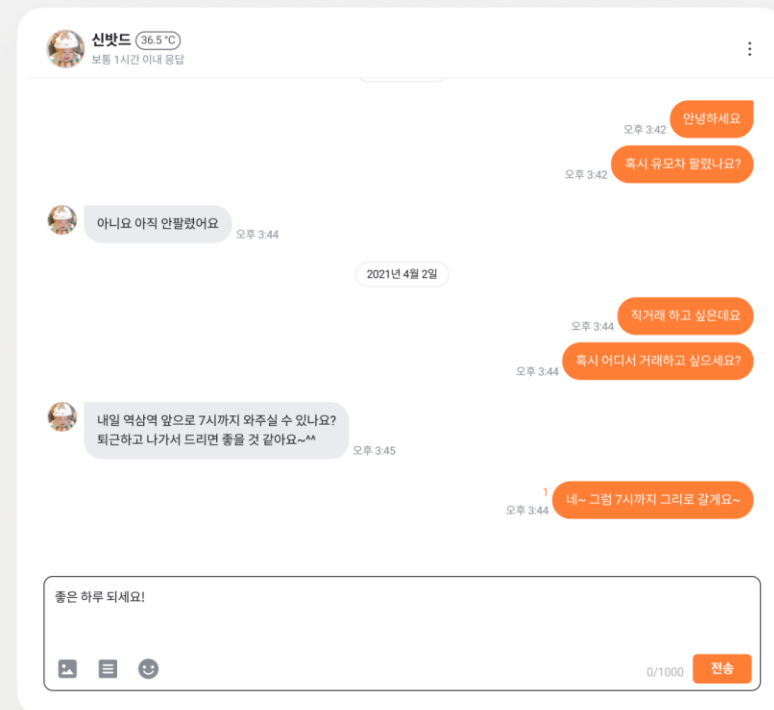 신밧드 36.5 °C
보통 1시간 이내 응답
안녕하세요
오후 3:42
혹시 유모차 팔렸나요?
오후 3:42
아니요 아직 안팔렸어요
오후 3:44
2021년 4월 2일
직거래 하고 싶은데요
오후 3:44
혹시 어디서 거래하고 싶으세요?
오후 3:44
내일 역삼역 앞으로 7시까지 와주실 수 있나요?
퇴근하고 나가서 드리면 좋을 것 같아요~^^
오후 3:45
1
네~ 그럼 7시까지 그리로 갈게요~
오후 3:44
좋은 하루 되세요!
0/1000
전송